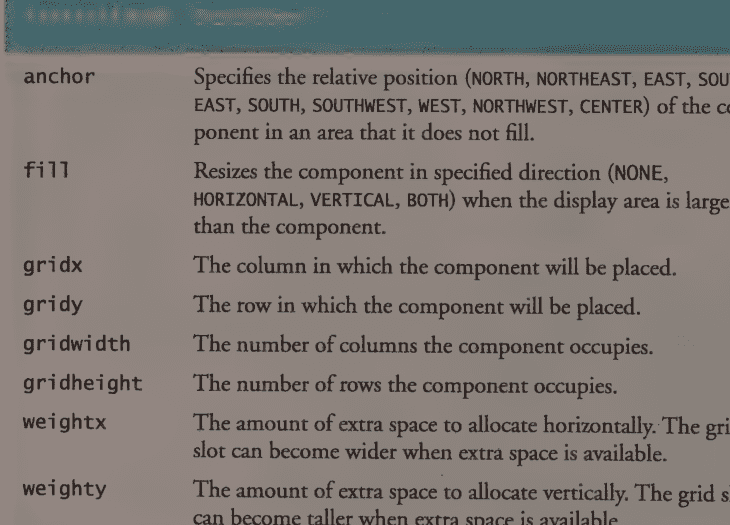 anchor Specifies the relative position (NORTH, NORTHEAST, EAST, SOU
EAST, SOUTH, SOUTHWEST, WEST, NORTHWEST, CENTER) of the co
ponent in an area that it does not fill.
fill Resizes the component in specified direction (NONE,
HORIZONTAL, VERTICAL, BOTH) when the display area is large
than the component.
gridx The column in which the component will be placed.
gridy The row in which the component will be placed.
gridwidth The number of columns the component occupies.
gridheight The number of rows the component occupies.
weightx The amount of extra space to allocate horizontally. The gri
slot can become wider when extra space is available.
weighty The amount of extra space to allocate vertically. The grid s
can become taller when extra space is available